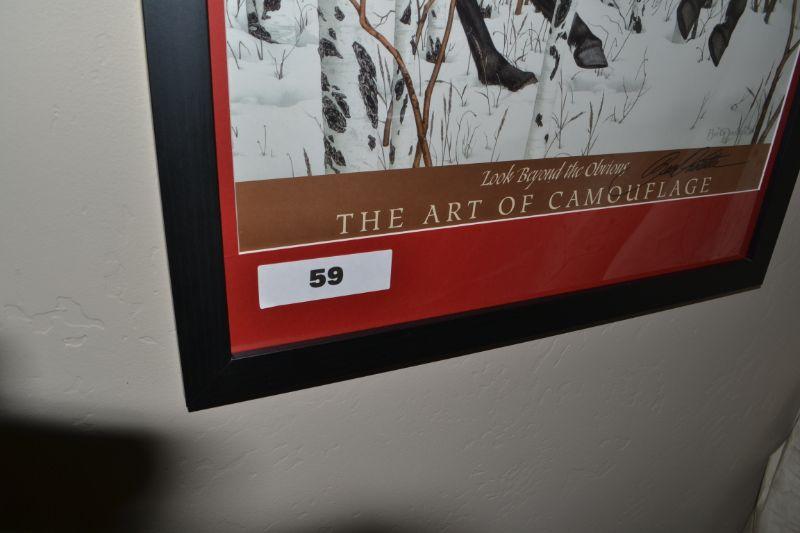 Look Beyond the Obvious
THE ART OF CAMOUFLAGE
59